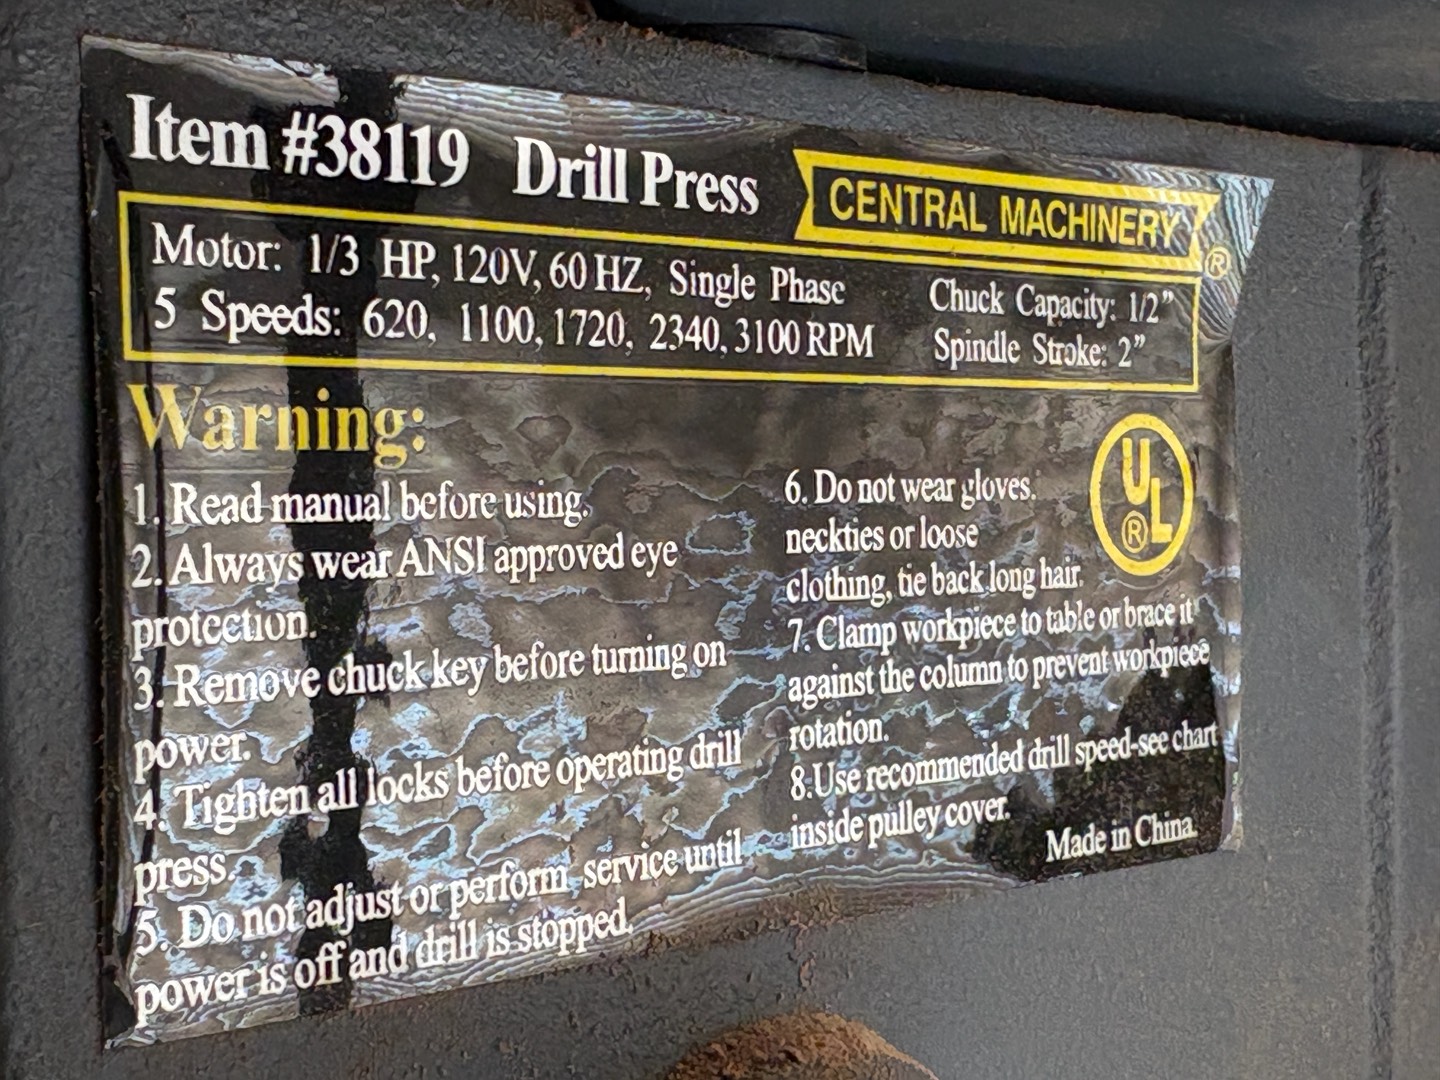 Item #38119 Drill Press
CENTRAL MACHINERY
®
Motor: 1/3 HP, 120V, 60 HZ, Single Phase
5 Speeds: 620, 1100, 1720, 2340, 3100 RPM
Chuck Capacity: 1/2”
Spindle Stroke: 2”
Warning:
1. Read manual before using.
2. Always wear ANSI approved eye
protection.
3. Remove chuck key before turning on
power.
4. Tighten all locks before operating drill
press.
5. Do not adjust or perform service until
power is off and drill is stopped.
6. Do not wear gloves.
neckties or loose
clothing, tie back long hair.
7. Clamp workpiece to table or brace it
against the column to prevent workpiece
rotation.
8.Use recommended drill speed-see chart
inside pulley cover.
UL
®
Made in China.